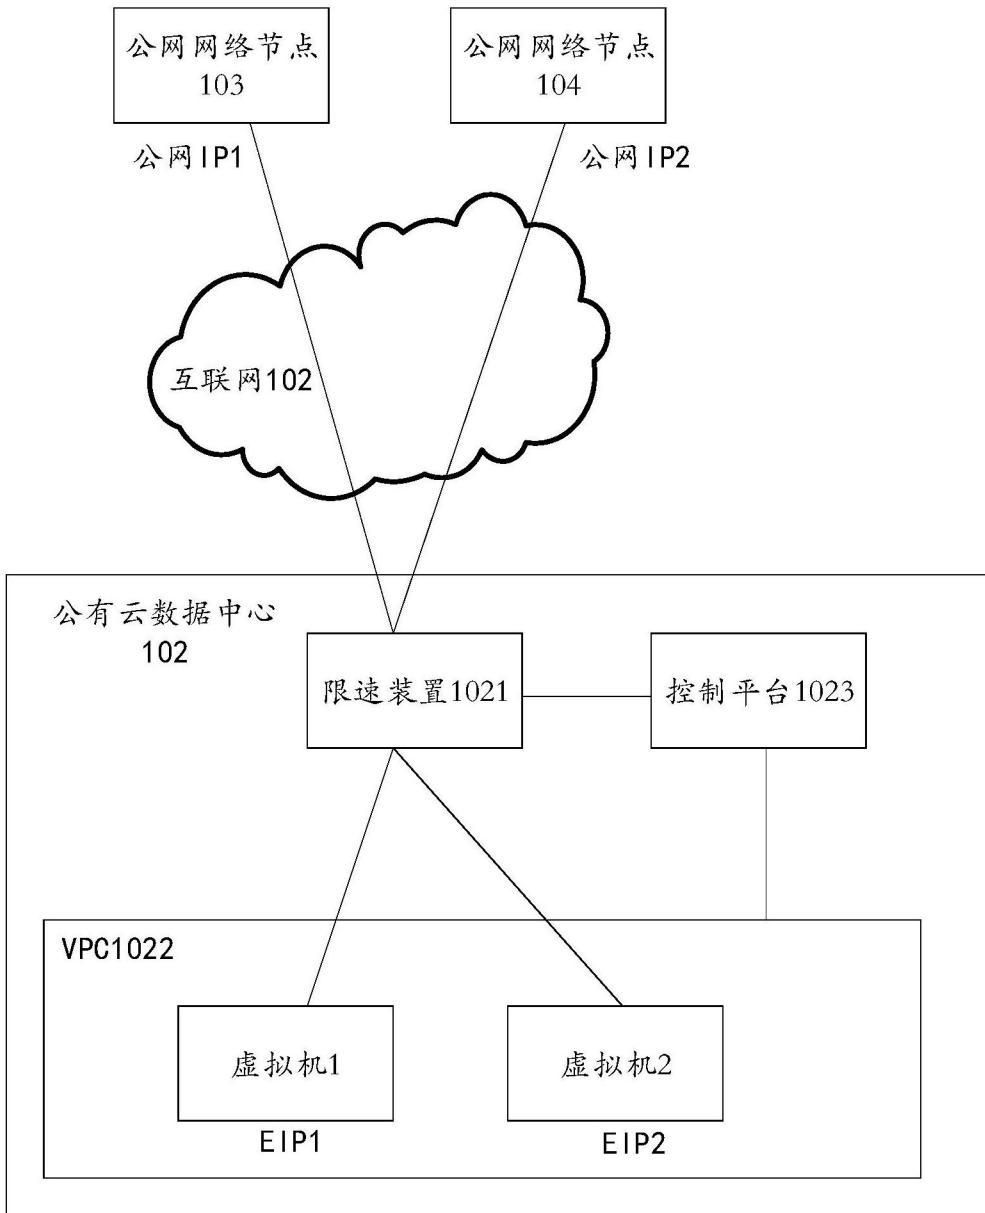 公网网络节点
103
公网网络节点
104
公网IP1
公网IP2
互联网102
公有云数据中心
102
限速装置1021
控制平台1023
VPC1022
虚拟机1
虚拟机2
EIP1
EIP2